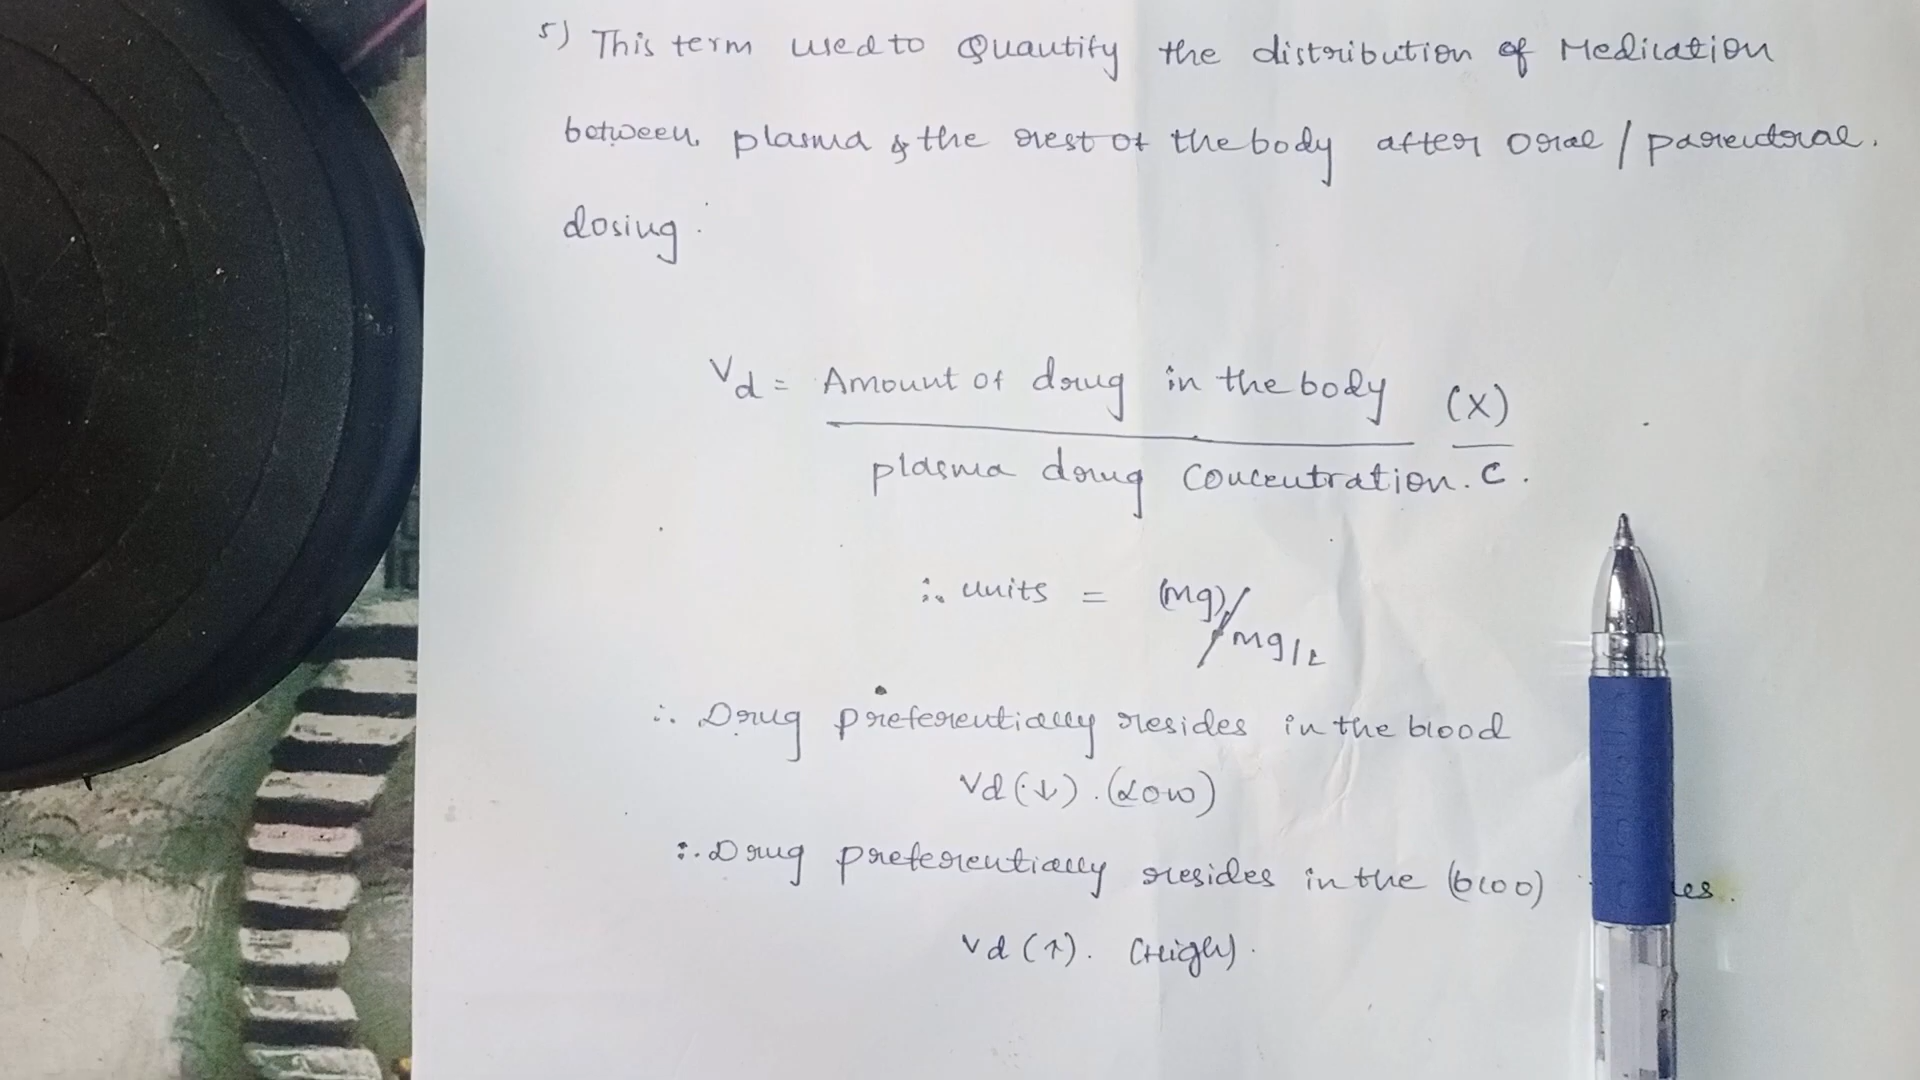 5) This term used to Quantify the distribution of Medication
between plasma & the rest of the body after oral / parenteral.
dosing.
Vd = Amount of drug in the body (X)
plasma drug concentration. C.
∴ units = (mg)/mg/L
∴ Drug preferentially resides in the blood
Vd (↓). (Low)
∴ Drug preferentially resides in the (bloo)
Vd (↑). (High).